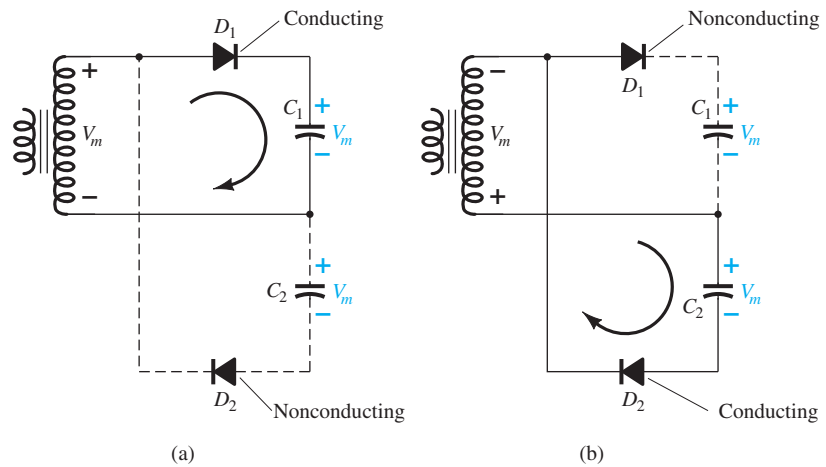 Conducting
D1
+
Vm
C1
+
Vm
–
–
C2
+
Vm
–
D2
Nonconducting
(a)
Nonconducting
D1
–
Vm
C1
+
Vm
–
+
C2
+
Vm
–
D2
Conducting
(b)